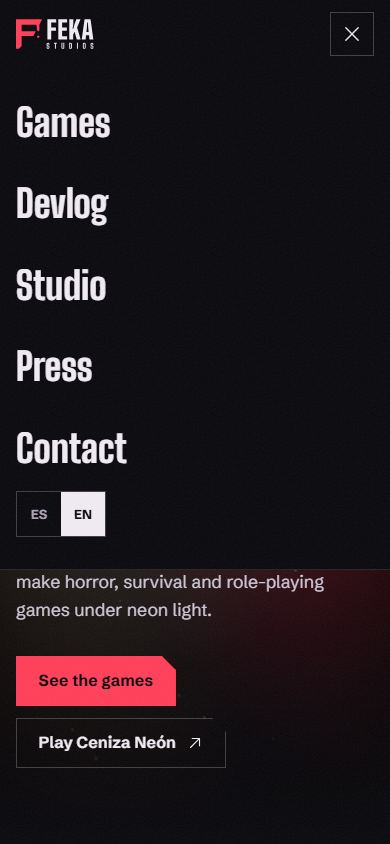 FEKA
STUDIOS
Games
Devlog
Studio
Press
Contact
ES EN
make horror, survival and role-playing
games under neon light.
See the games
Play Ceniza Neón